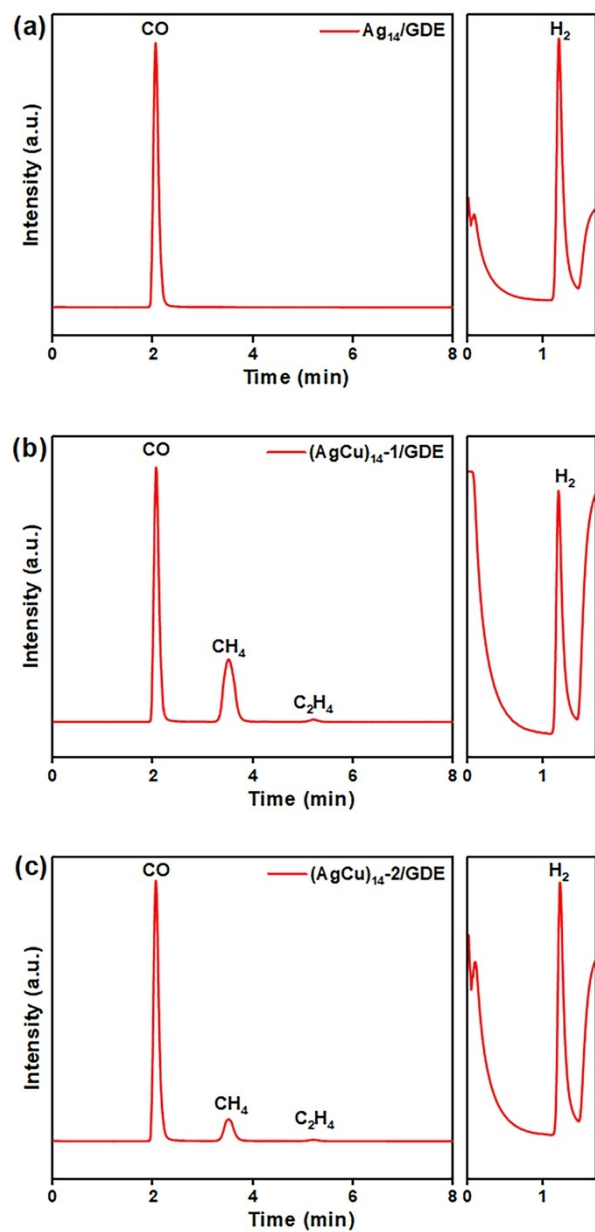 (a)
CO
Ag₁₄/GDE
H₂
Intensity (a.u.)
0 2 4 6 8 0 1
Time (min)
(b)
CO
(AgCu)₁₄-1/GDE
H₂
CH₄
C₂H₄
Intensity (a.u.)
0 2 4 6 8 0 1
Time (min)
(c)
CO
(AgCu)₁₄-2/GDE
H₂
CH₄
C₂H₄
Intensity (a.u.)
0 2 4 6 8 0 1
Time (min)